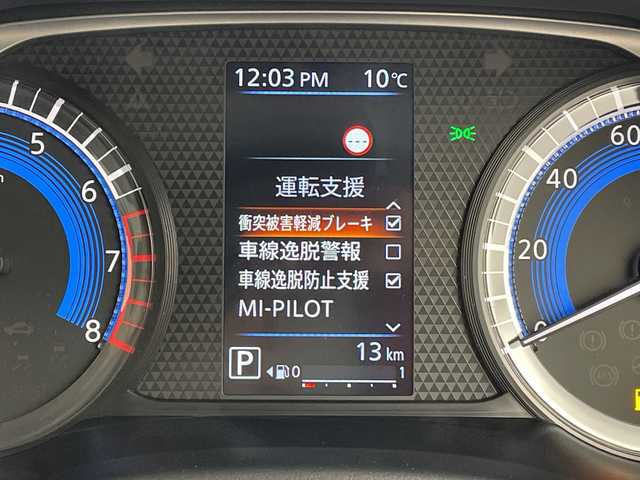 12:03 PM 10℃
---
運転支援
衝突被害軽減ブレーキ
車線逸脱警報
車線逸脱防止支援
MI-PILOT
13 km
P 0 1
5
6
7
8
60
40
20
0